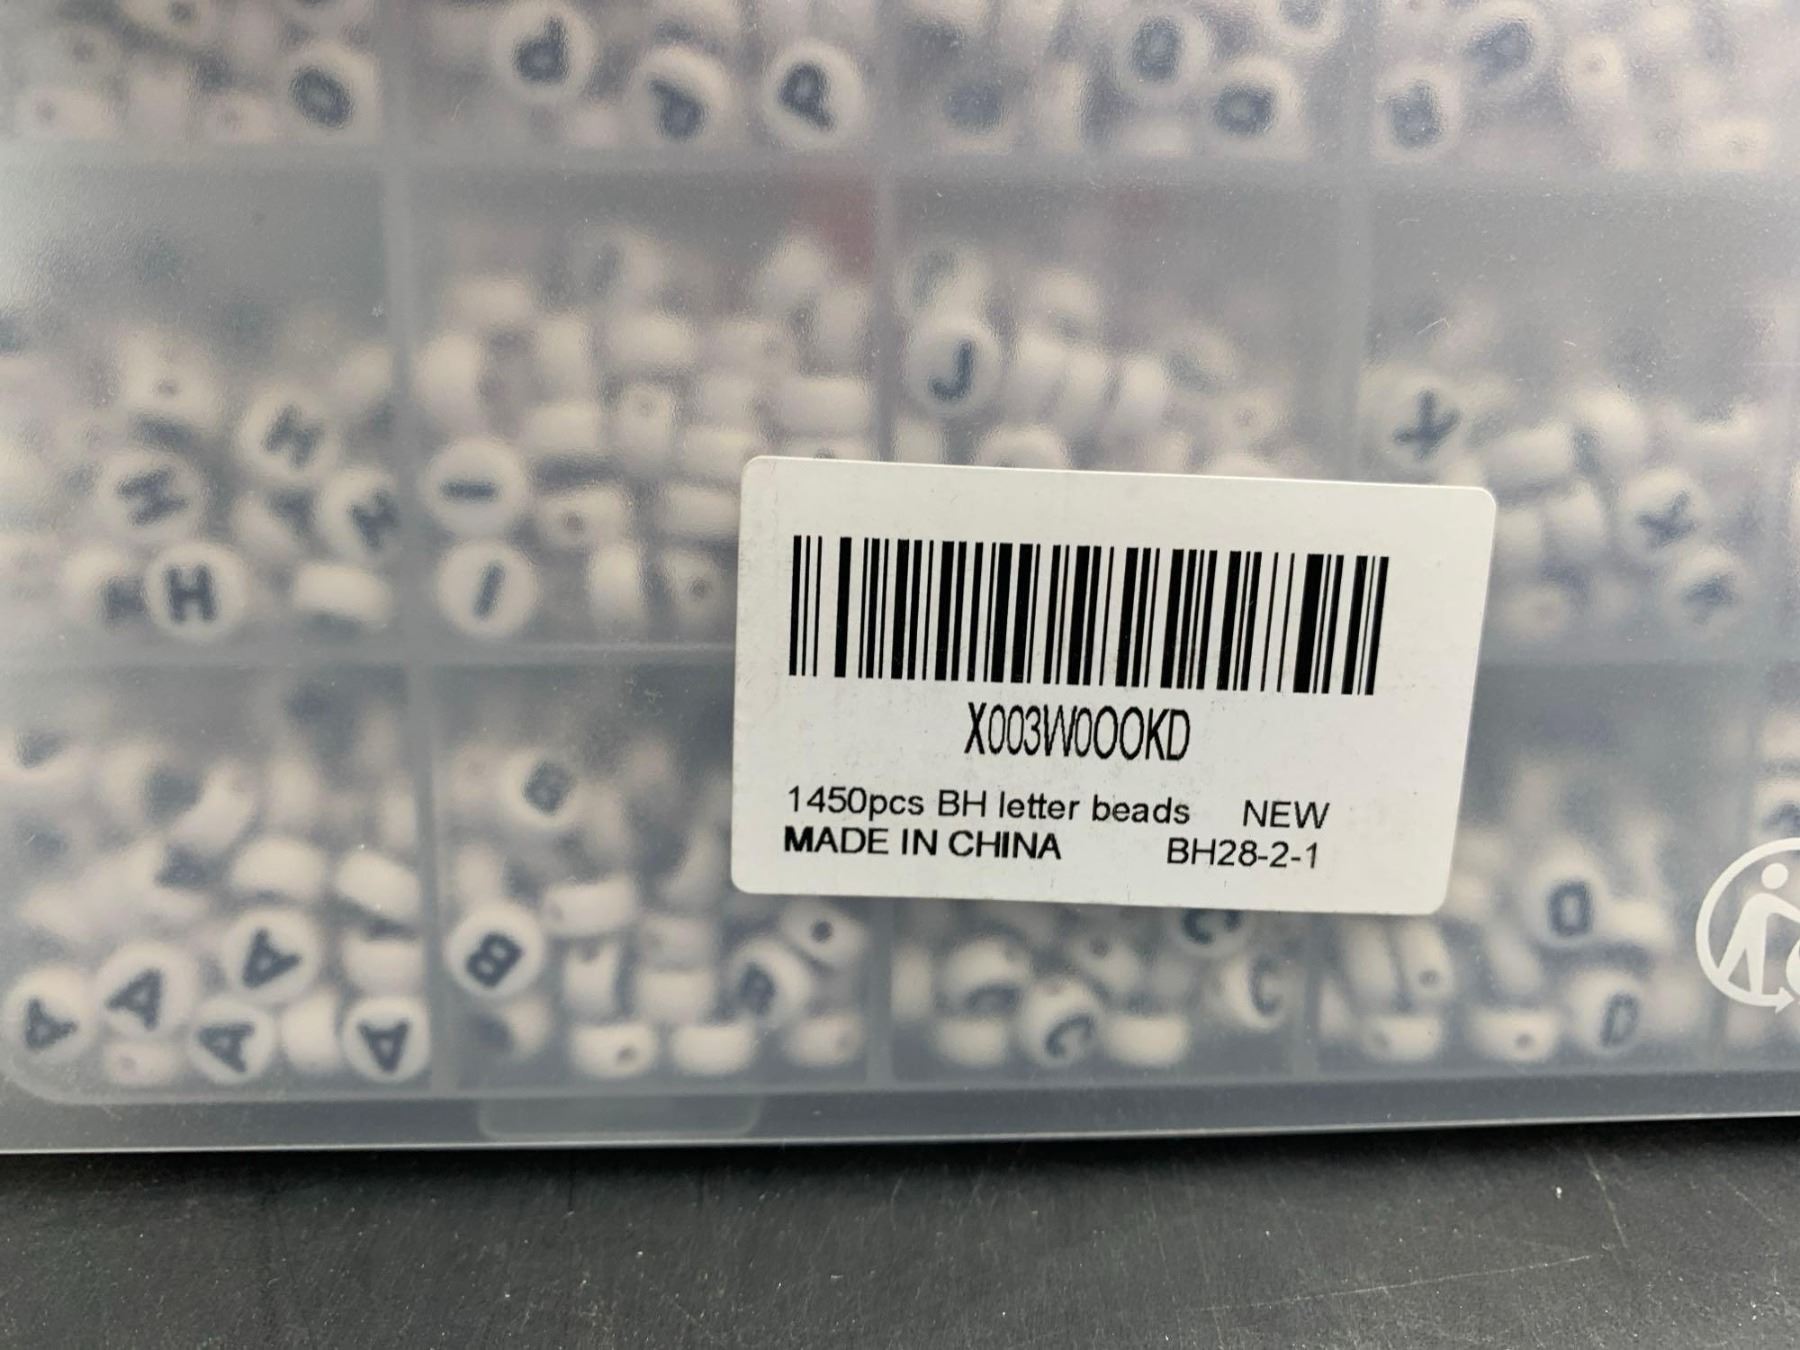 X003W0OOKD
1450pcs BH letter beads NEW
MADE IN CHINA BH28-2-1
H
I
I
J
K
K
K
A
A
A
A
A
B
B
C
C
C
D
D